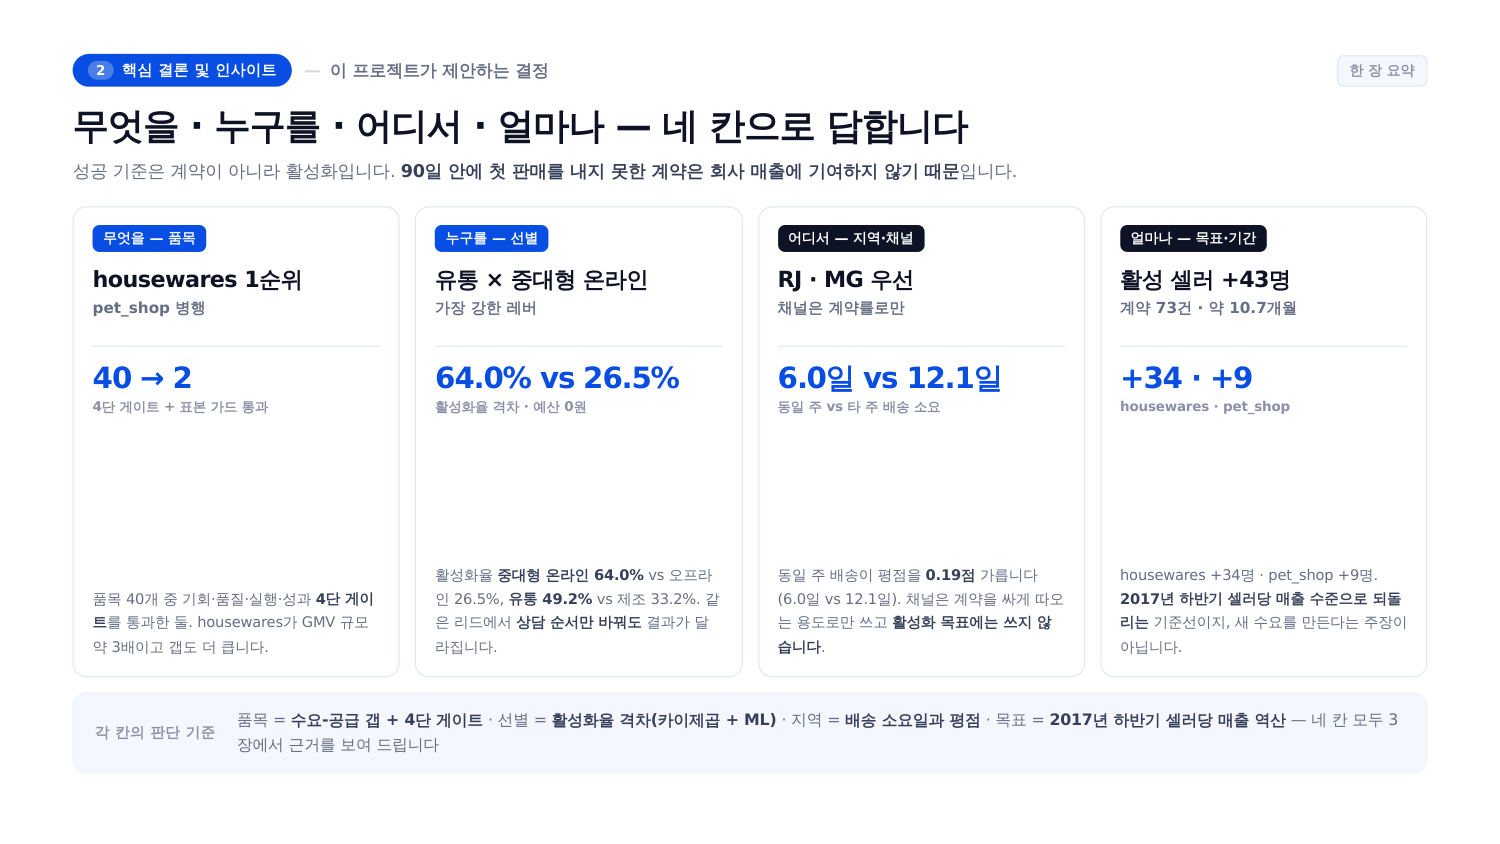 2 핵심 결론 및 인사이트 — 이 프로젝트가 제안하는 결정
한 장 요약
무엇을 · 누구를 · 어디서 · 얼마나 — 네 칸으로 답합니다
성공 기준은 계약이 아니라 활성화입니다. 90일 안에 첫 판매를 내지 못한 계약은 회사 매출에 기여하지 않기 때문입니다.
무엇을 — 품목
housewares 1순위
pet_shop 병행
40 → 2
4단 게이트 + 표본 가드 통과
품목 40개 중 기회·품질·실행·성과 4단 게이
트를 통과한 둘. housewares가 GMV 규모
약 3배이고 갭도 더 큽니다.
누구를 — 선별
유통 × 중대형 온라인
가장 강한 레버
64.0% vs 26.5%
활성화율 격차 · 예산 0원
활성화율 중대형 온라인 64.0% vs 오프라
인 26.5%, 유통 49.2% vs 제조 33.2%. 같
은 리드에서 상담 순서만 바꿔도 결과가 달
라집니다.
어디서 — 지역·채널
RJ · MG 우선
채널은 계약률로만
6.0일 vs 12.1일
동일 주 vs 타 주 배송 소요
동일 주 배송이 평점을 0.19점 가릅니다
(6.0일 vs 12.1일). 채널은 계약을 싸게 따오
는 용도로만 쓰고 활성화 목표에는 쓰지 않
습니다.
얼마나 — 목표·기간
활성 셀러 +43명
계약 73건 · 약 10.7개월
+34 · +9
housewares · pet_shop
housewares +34명 · pet_shop +9명.
2017년 하반기 셀러당 매출 수준으로 되돌
리는 기준선이지, 새 수요를 만든다는 주장이
아닙니다.
각 칸의 판단 기준
품목 = 수요-공급 갭 + 4단 게이트 · 선별 = 활성화율 격차(카이제곱 + ML) · 지역 = 배송 소요일과 평점 · 목표 = 2017년 하반기 셀러당 매출 역산 — 네 칸 모두 3
장에서 근거를 보여 드립니다